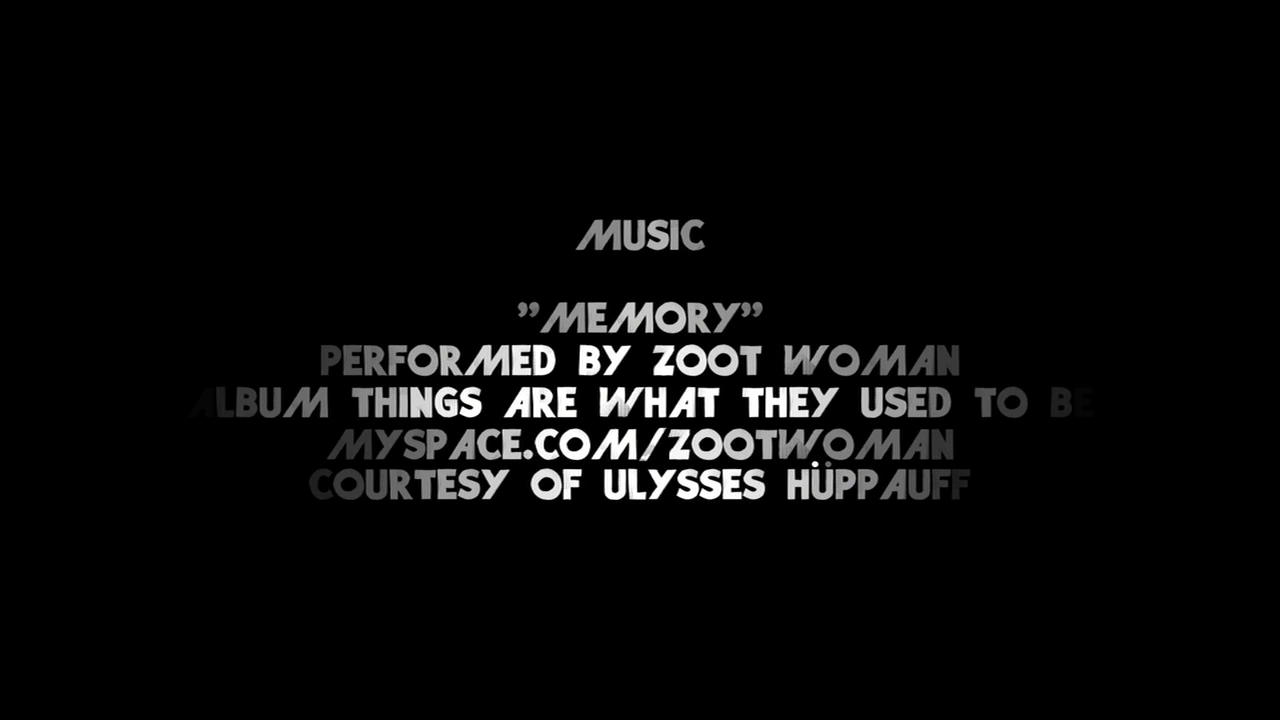 MUSIC
”MEMORY”
PERFORMED BY ZOOT WOMAN
ALBUM THINGS ARE WHAT THEY USED TO BE
MYSPACE.COM/ZOOTWOMAN
COURTESY OF ULYSSES HÜPPAUFF